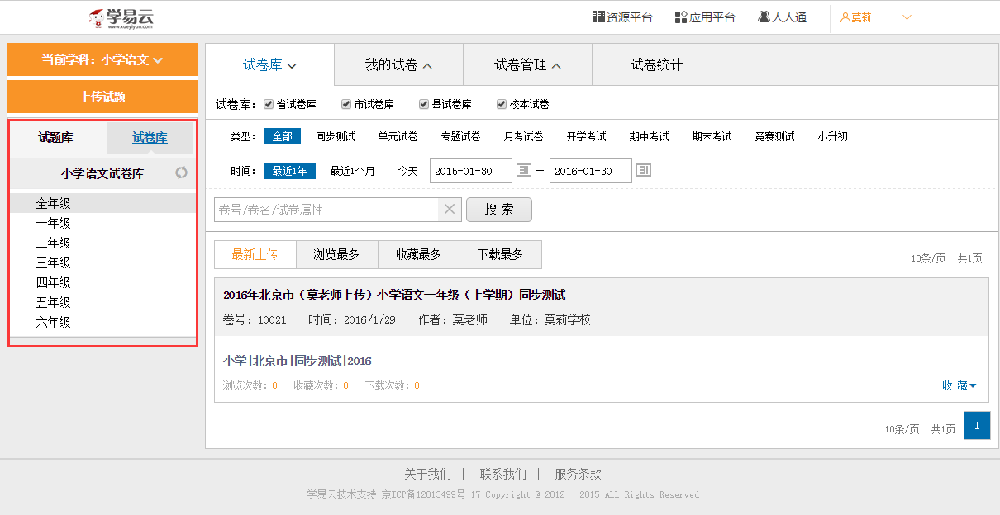 学易云
www.xueyiyun.com
资源平台 应用平台 人人通 莫莉
当前学科：小学语文
上传试题
试题库 试卷库
小学语文试卷库
全年级
一年级
二年级
三年级
四年级
五年级
六年级
试卷库 我的试卷 试卷管理 试卷统计
试卷库： 省试卷库 市试卷库 县试卷库 校本试卷
类型： 全部 同步测试 单元试卷 专题试卷 月考试卷 开学考试 期中考试 期末考试 竞赛测试 小升初
时间： 最近1年 最近1个月 今天 2015-01-30 31 — 2016-01-30 31
卷号/卷名/试卷属性 搜 索
最新上传 浏览最多 收藏最多 下载最多
10条/页 共1页
2016年北京市（莫老师上传）小学语文一年级（上学期）同步测试
卷号：10021 时间：2016/1/29 作者：莫老师 单位：莫莉学校
小学|北京市|同步测试|2016
浏览次数：0 收藏次数：0 下载次数：0 收 藏
10条/页 共1页 1
关于我们 | 联系我们 | 服务条款
学易云技术支持 京ICP备12013499号-17 Copyright @ 2012 - 2015 All Rights Reserved